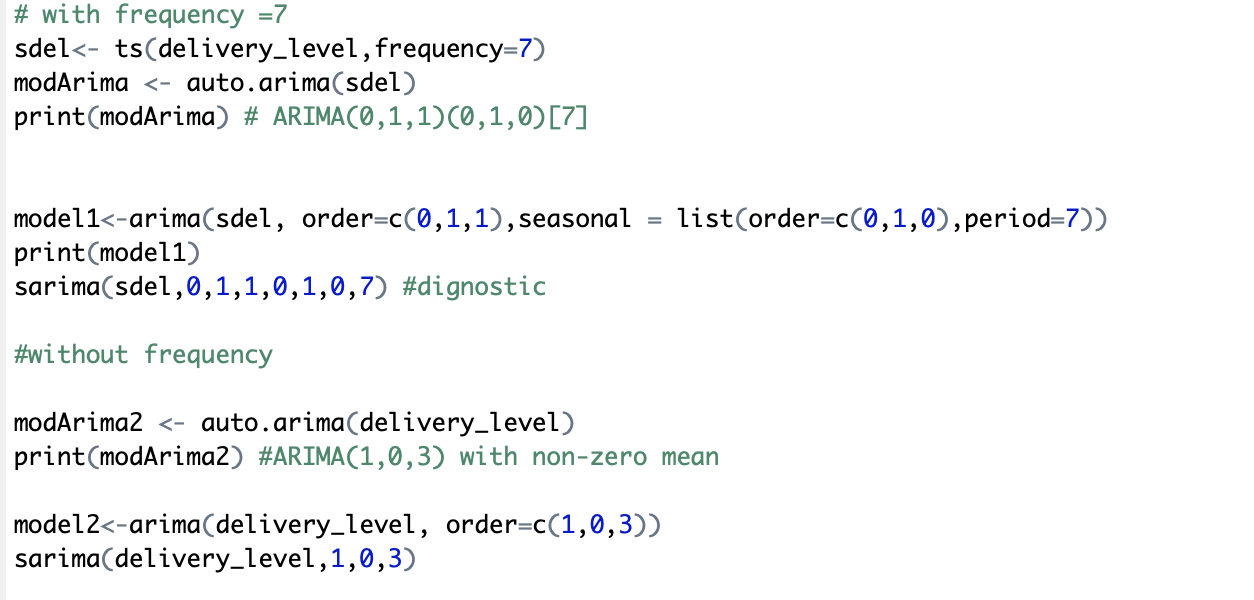 # with frequency =7
sdel<- ts(delivery_level,frequency=7)
modArima <- auto.arima(sdel)
print(modArima) # ARIMA(0,1,1)(0,1,0)[7]
model1<-arima(sdel, order=c(0,1,1),seasonal = list(order=c(0,1,0),period=7))
print(model1)
sarima(sdel,0,1,1,0,1,0,7) #dignostic
#without frequency
modArima2 <- auto.arima(delivery_level)
print(modArima2) #ARIMA(1,0,3) with non-zero mean
model2<-arima(delivery_level, order=c(1,0,3))
sarima(delivery_level,1,0,3)